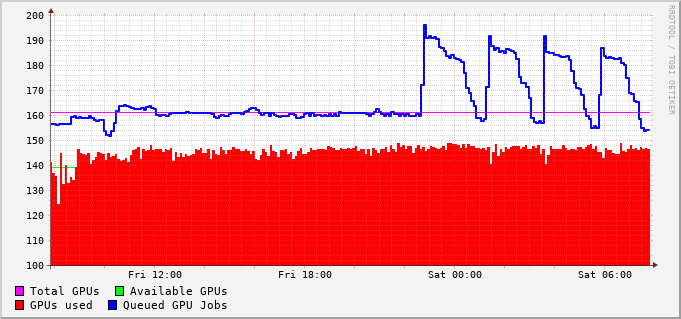 RRDTOOL / TOBI OETIKER
200
190
180
170
160
150
140
130
120
110
100
Fri 12:00 Fri 18:00 Sat 00:00 Sat 06:00
Total GPUs Available GPUs
GPUs used Queued GPU Jobs